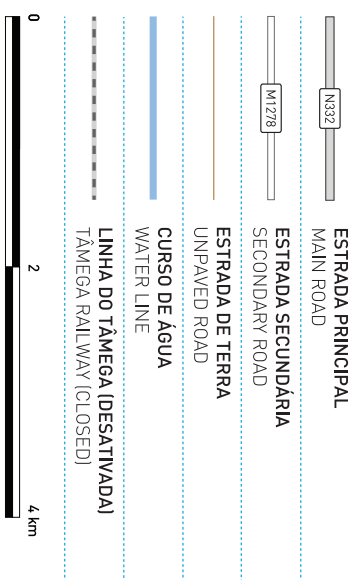 N332
ESTRADA PRINCIPAL
MAIN ROAD
M1278
ESTRADA SECUNDÁRIA
SECONDARY ROAD
ESTRADA DE TERRA
UNPAVED ROAD
CURSO DE ÁGUA
WATER LINE
LINHA DO TÂMEGA (DESATIVADA)
TÂMEGA RAILWAY (CLOSED)
0 2 4 km